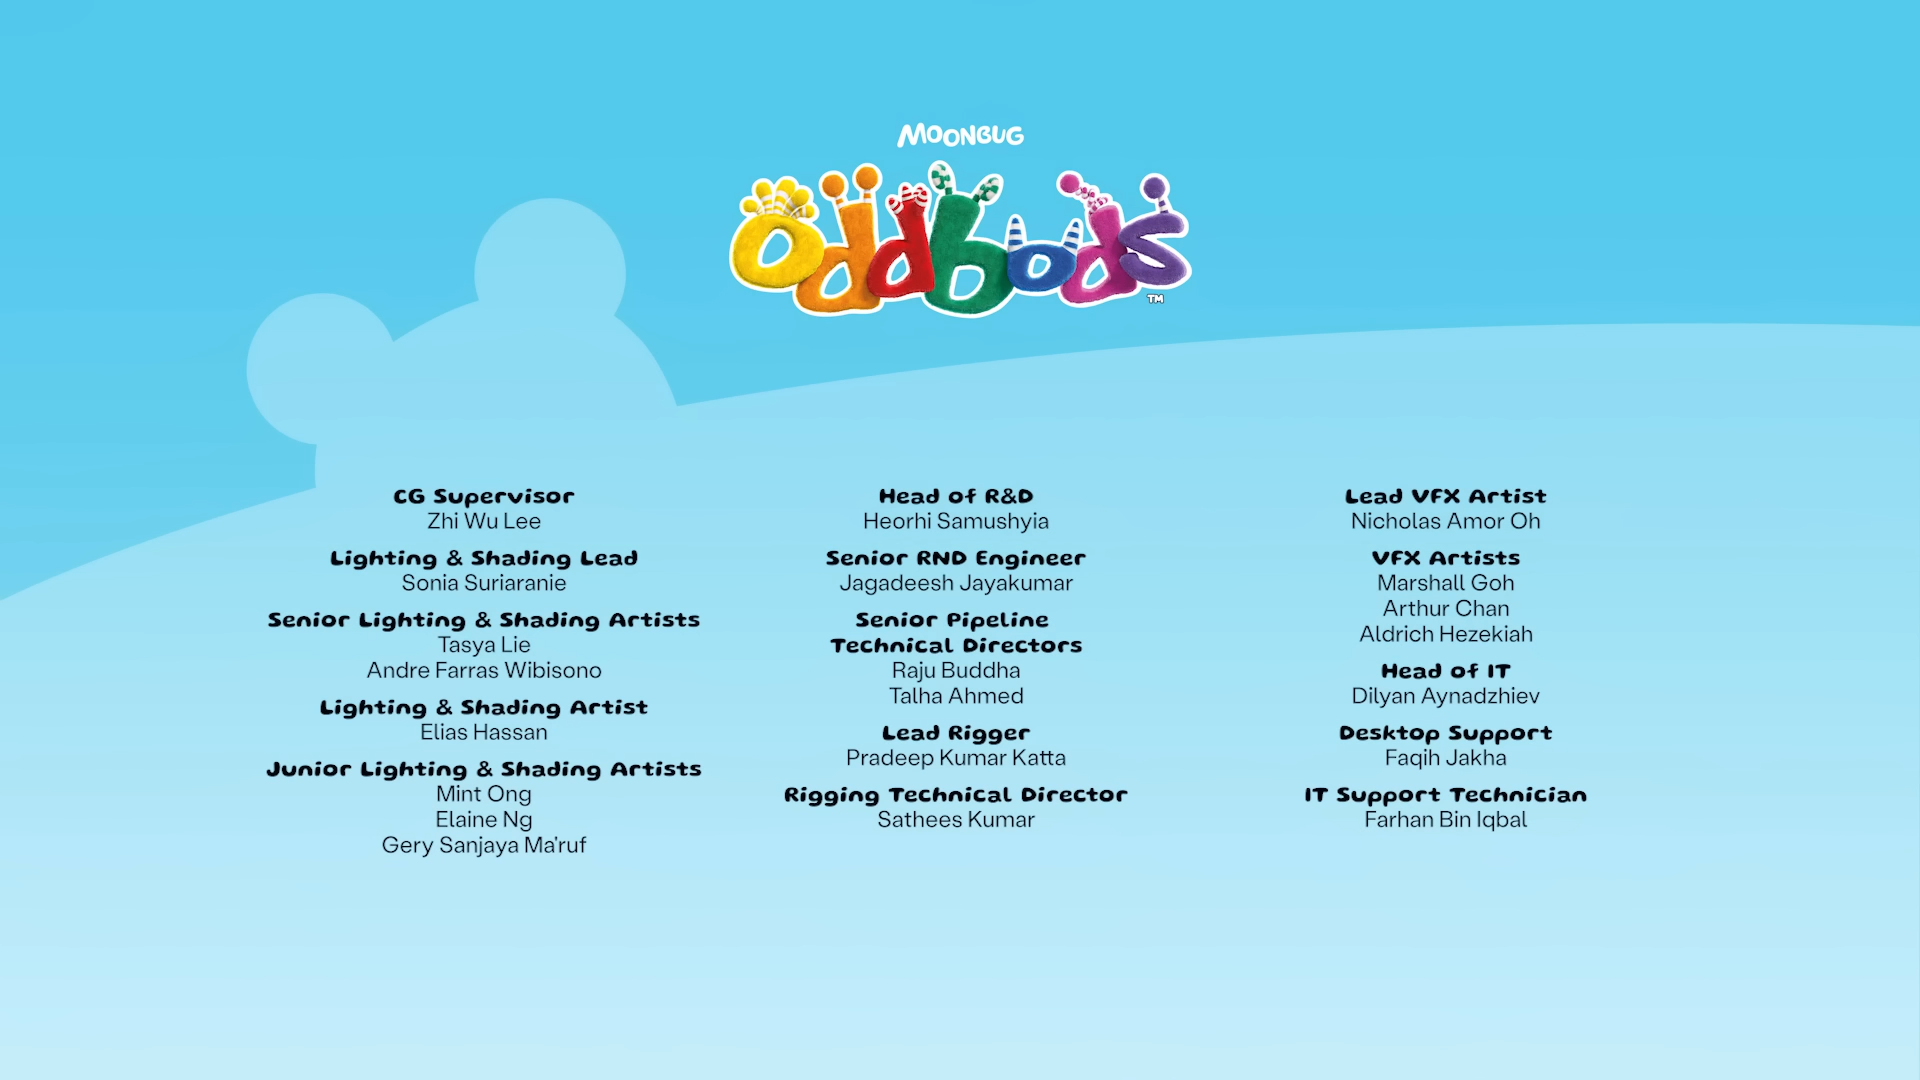 MOONBUG
oddbods
TM
CG Supervisor
Zhi Wu Lee
Lighting & Shading Lead
Sonia Suriaranie
Senior Lighting & Shading Artists
Tasya Lie
Andre Farras Wibisono
Lighting & Shading Artist
Elias Hassan
Junior Lighting & Shading Artists
Mint Ong
Elaine Ng
Gery Sanjaya Ma'ruf
Head of R&D
Heorhi Samushyia
Senior RND Engineer
Jagadeesh Jayakumar
Senior Pipeline
Technical Directors
Raju Buddha
Talha Ahmed
Lead Rigger
Pradeep Kumar Katta
Rigging Technical Director
Sathees Kumar
Lead VFX Artist
Nicholas Amor Oh
VFX Artists
Marshall Goh
Arthur Chan
Aldrich Hezekiah
Head of IT
Dilyan Aynadzhiev
Desktop Support
Faqih Jakha
IT Support Technician
Farhan Bin Iqbal